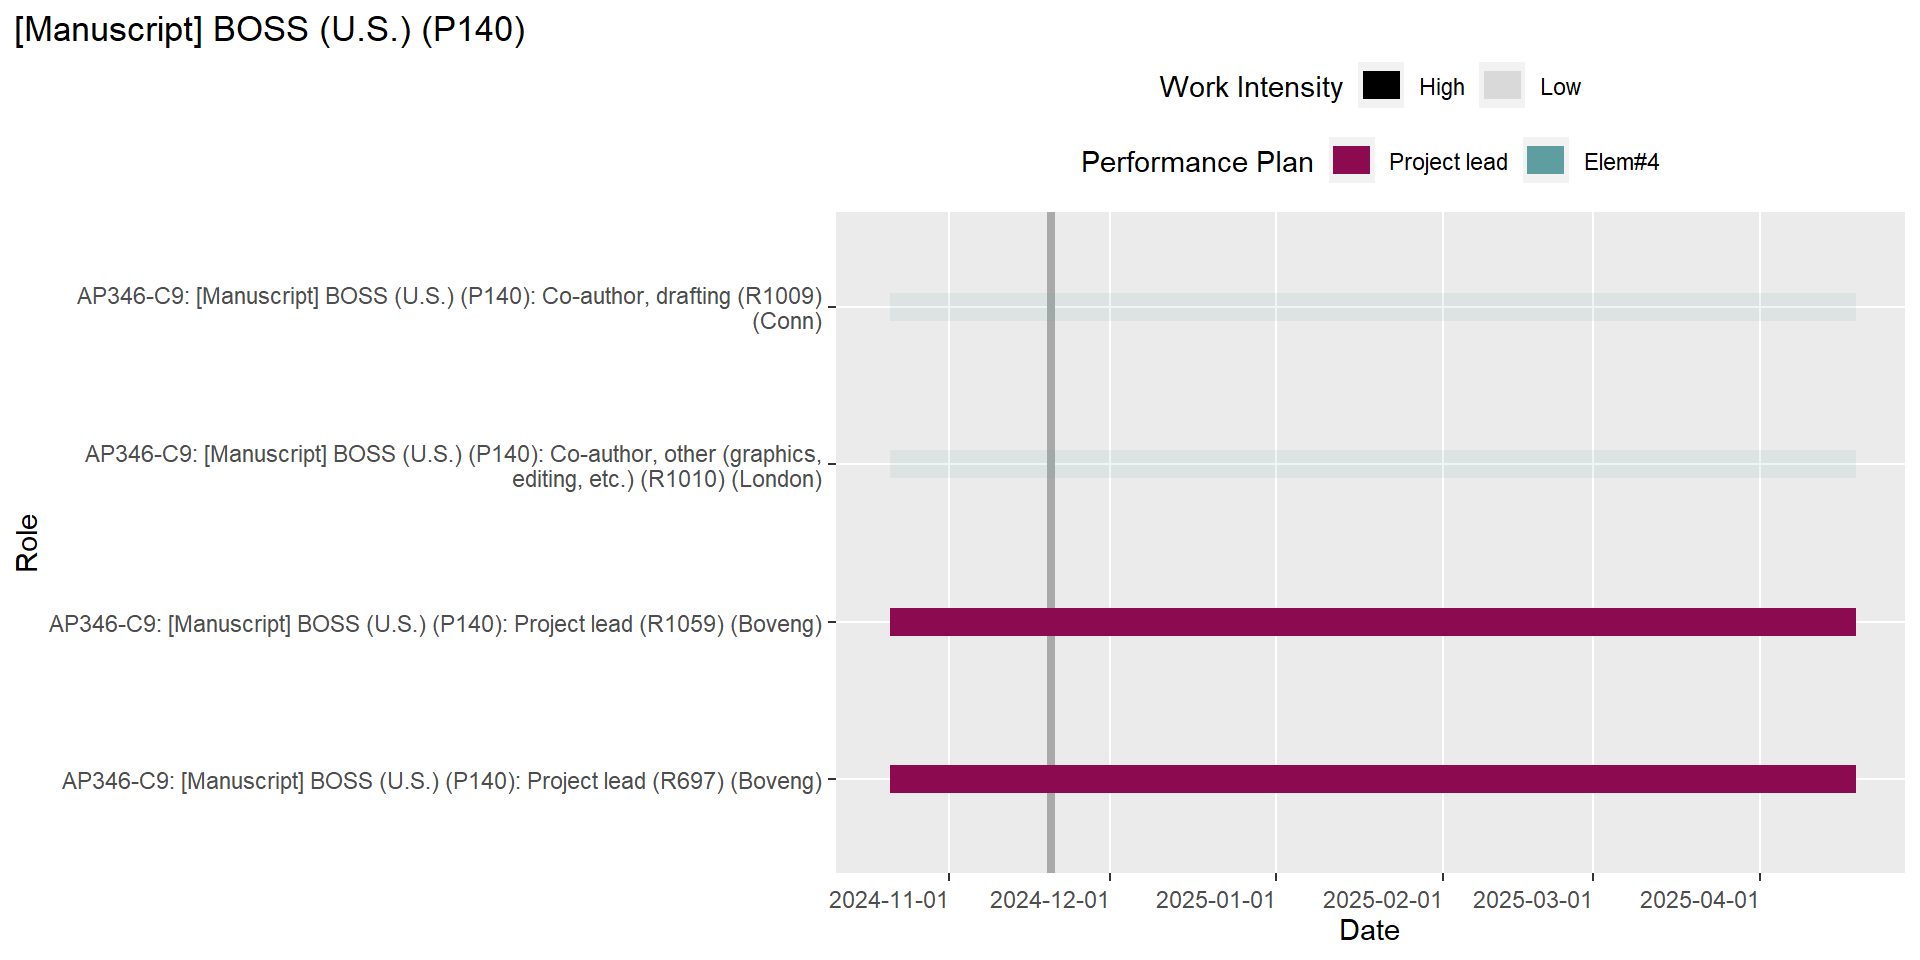 [Manuscript] BOSS (U.S.) (P140)
Work Intensity High Low
Performance Plan Project lead Elem#4
AP346-C9: [Manuscript] BOSS (U.S.) (P140): Co-author, drafting (R1009)
(Conn)
AP346-C9: [Manuscript] BOSS (U.S.) (P140): Co-author, other (graphics,
editing, etc.) (R1010) (London)
Role
AP346-C9: [Manuscript] BOSS (U.S.) (P140): Project lead (R1059) (Boveng)
AP346-C9: [Manuscript] BOSS (U.S.) (P140): Project lead (R697) (Boveng)
2024-11-01 2024-12-01 2025-01-01 2025-02-01 2025-03-01 2025-04-01
Date